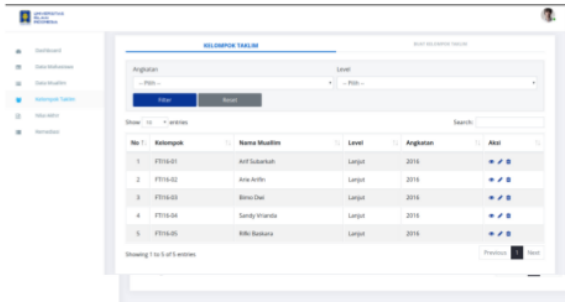 UNIVERSITAS
ISLAM
INDONESIA
Dashboard
Data Mahasiswa
Data Muallim
Kelompok Taklim
Nilai Akhir
Remediasi
KELOMPOK TAKLIM
BUAT KELOMPOK TAKLIM
Angkatan Level
-- Pilih -- -- Pilih --
Filter Reset
Show 10 entries Search:
No Kelompok Nama Muallim Level Angkatan Aksi
1 FTI16-01 Arif Subarkah Lanjut 2016
2 FTI16-02 Arie Arifin Lanjut 2016
3 FTI16-03 Bimo Dwi Lanjut 2016
4 FTI16-04 Sandy Vrianda Lanjut 2016
5 FTI16-05 Rifki Baskara Lanjut 2016
Showing 1 to 5 of 5 entries Previous 1 Next